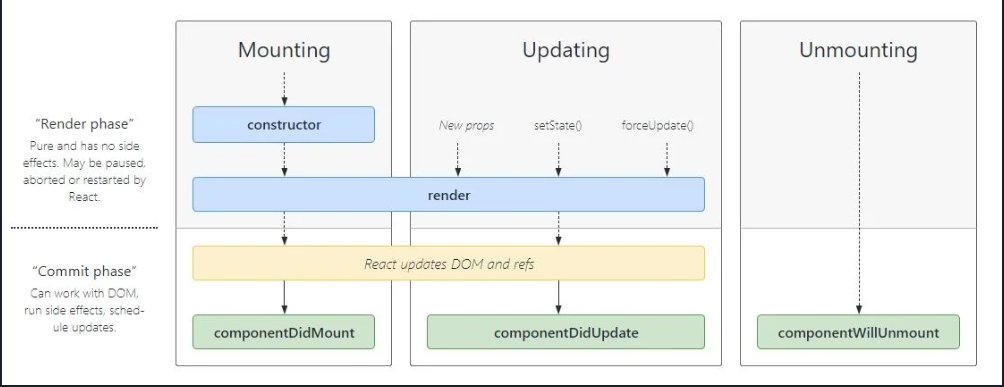 Mounting
Updating
Unmounting
“Render phase”
Pure and has no side
effects. May be paused,
aborted or restarted by
React.
constructor
New props
setState()
forceUpdate()
render
“Commit phase”
Can work with DOM,
run side effects, sched-
ule updates.
React updates DOM and refs
componentDidMount
componentDidUpdate
componentWillUnmount